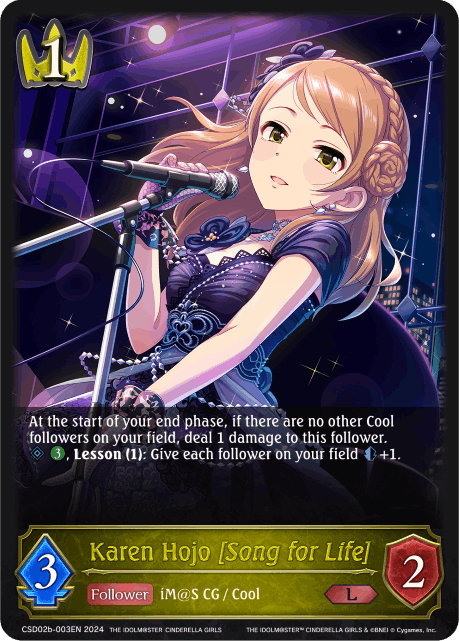 1
At the start of your end phase, if there are no other Cool
followers on your field, deal 1 damage to this follower.
3, Lesson (1): Give each follower on your field +1.
Karen Hojo [Song for Life]
3
Follower iM@S CG / Cool
L
2
CSD02b-003EN 2024 THE IDOLM@STER CINDERELLA GIRLS THE IDOLM@STER™ CINDERELLA GIRLS & ©BNEI © Cygames, Inc.